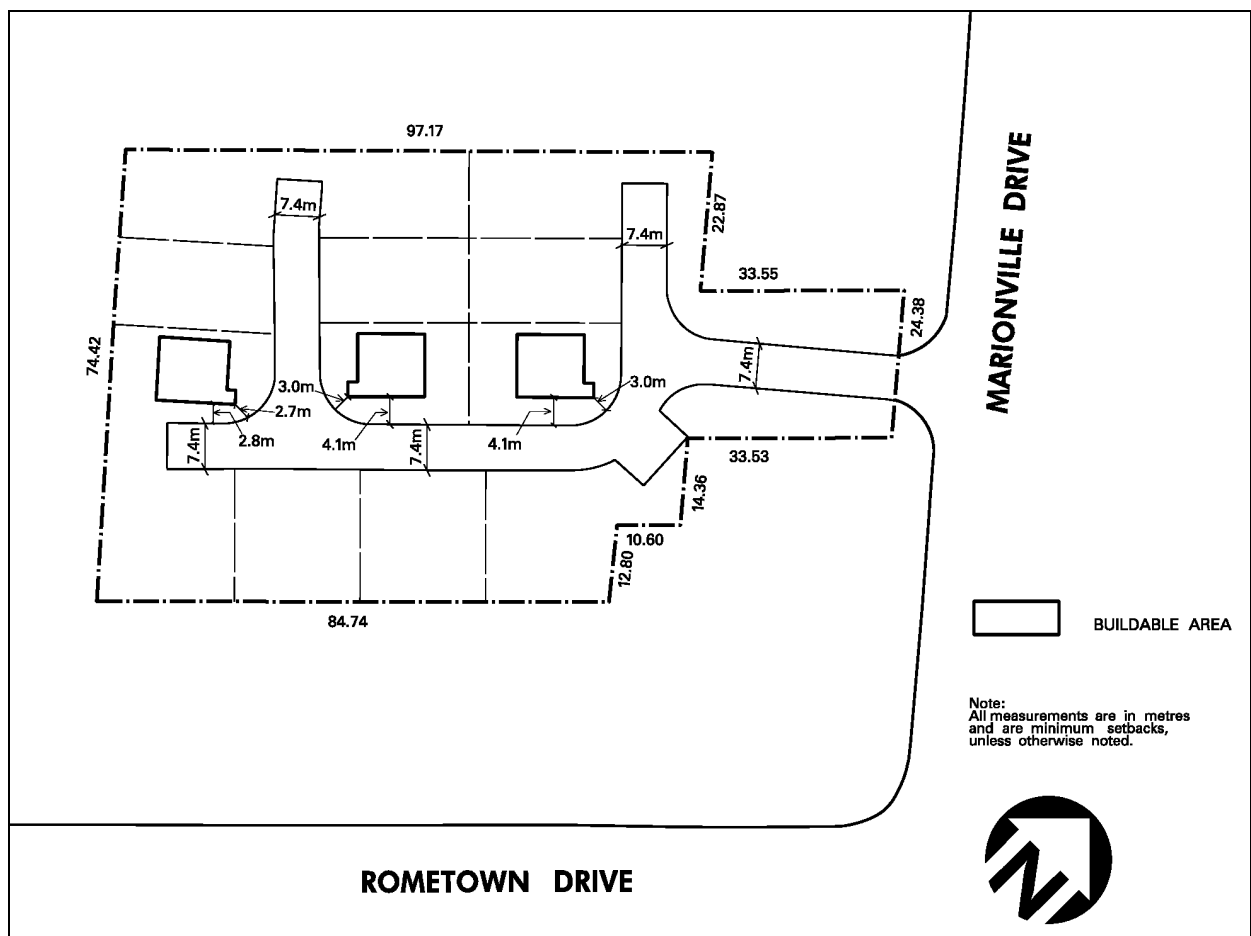 97.17
7.4m
22.87
7.4m
33.55
24.38
MARIONVILLE DRIVE
74.42
3.0m
3.0m
7.4m
2.7m
2.8m
7.4m
4.1m
7.4m
4.1m
33.53
14.36
10.60
12.80
84.74
BUILDABLE AREA
Note:
All measurements are in metres
and are minimum setbacks,
unless otherwise noted.
ROMETOWN DRIVE
N